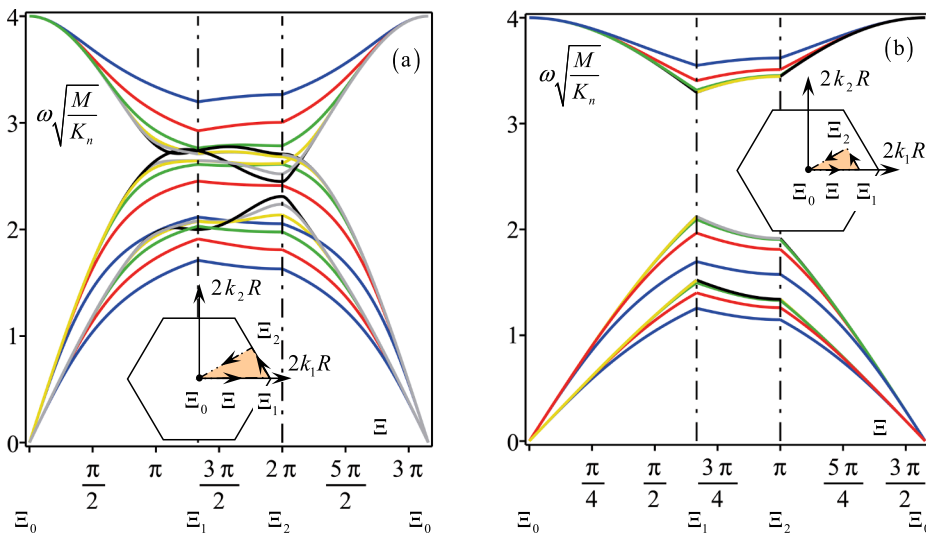 4
3
2
1
0
ω√(M/K_n)
(a)
2k_2R
Ξ_2
2k_1R
Ξ_0 Ξ Ξ_1
Ξ
π/2 π 3π/2 2π 5π/2 3π
Ξ_0 Ξ_1 Ξ_2 Ξ_0
4
3
2
1
0
ω√(M/K_n)
(b)
2k_2R
Ξ_2
2k_1R
Ξ_0 Ξ Ξ_1
Ξ
π/4 π/2 3π/4 π 5π/4 3π/2
Ξ_0 Ξ_1 Ξ_2 Ξ_0